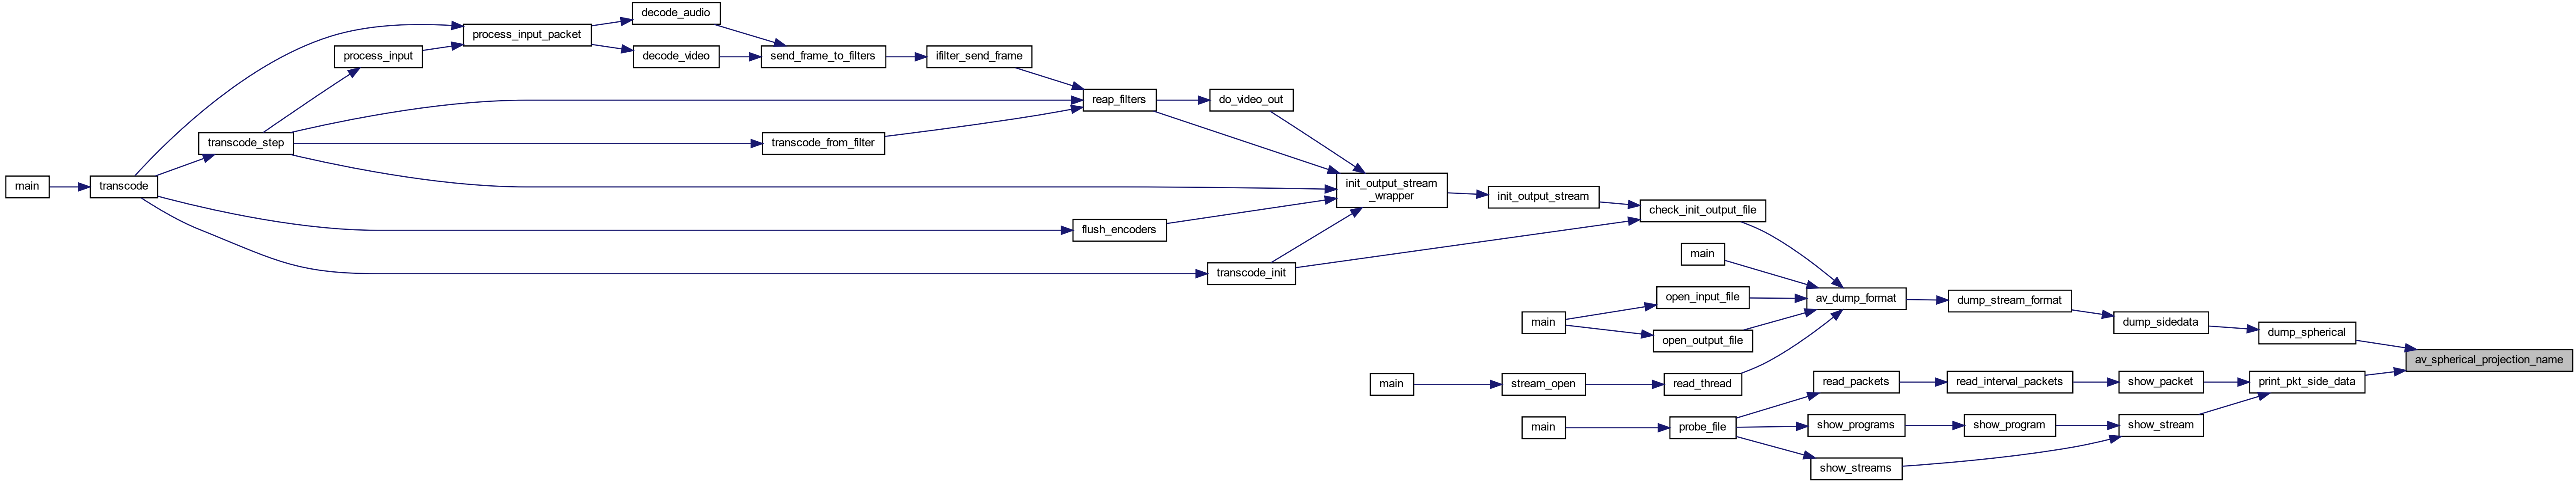 main
transcode
transcode_step
process_input
process_input_packet
decode_audio
decode_video
send_frame_to_filters
ifilter_send_frame
reap_filters
transcode_from_filter
do_video_out
flush_encoders
transcode_init
init_output_stream
_wrapper
init_output_stream
check_init_output_file
main
open_input_file
main
open_output_file
main
stream_open
read_thread
av_dump_format
dump_stream_format
dump_sidedata
dump_spherical
av_spherical_projection_name
main
probe_file
read_packets
read_interval_packets
show_packet
print_pkt_side_data
show_programs
show_program
show_stream
show_streams